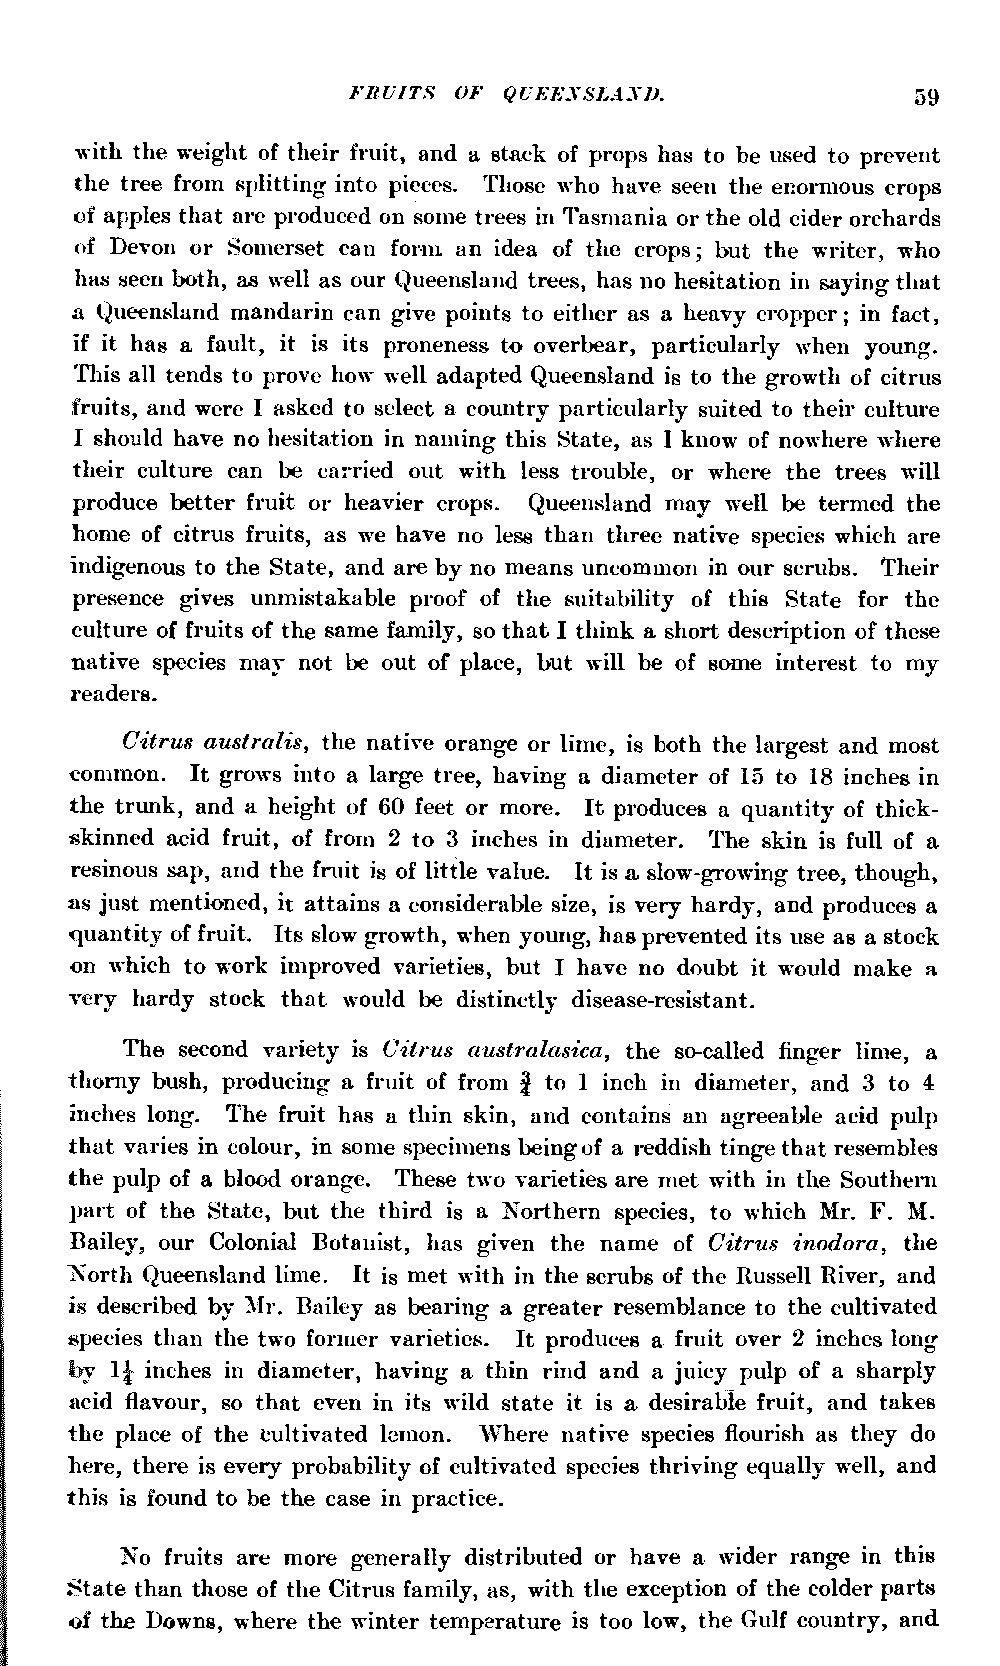 FRUITS OF QUEENSLAND. 59
with the weight of their fruit, and a stack of props has to be used to prevent
the tree from splitting into pieces. Those who have seen the enormous crops
of apples that are produced on some trees in Tasmania or the old cider orchards
of Devon or Somerset can form an idea of the crops; but the writer, who
has seen both, as well as our Queensland trees, has no hesitation in saying that
a Queensland mandarin can give points to either as a heavy cropper; in fact,
if it has a fault, it is its proneness to overbear, particularly when young.
This all tends to prove how well adapted Queensland is to the growth of citrus
fruits, and were I asked to select a country particularly suited to their culture
I should have no hesitation in naming this State, as I know of nowhere where
their culture can be carried out with less trouble, or where the trees will
produce better fruit or heavier crops. Queensland may well be termed the
home of citrus fruits, as we have no less than three native species which are
indigenous to the State, and are by no means uncommon in our scrubs. Their
presence gives unmistakable proof of the suitability of this State for the
culture of fruits of the same family, so that I think a short description of these
native species may not be out of place, but will be of some interest to my
readers.
Citrus australis, the native orange or lime, is both the largest and most
common. It grows into a large tree, having a diameter of 15 to 18 inches in
the trunk, and a height of 60 feet or more. It produces a quantity of thick-
skinned acid fruit, of from 2 to 3 inches in diameter. The skin is full of a
resinous sap, and the fruit is of little value. It is a slow-growing tree, though,
as just mentioned, it attains a considerable size, is very hardy, and produces a
quantity of fruit. Its slow growth, when young, has prevented its use as a stock
on which to work improved varieties, but I have no doubt it would make a
very hardy stock that would be distinctly disease-resistant.
The second variety is Citrus australasica, the so-called finger lime, a
thorny bush, producing a fruit of from ¾ to 1 inch in diameter, and 3 to 4
inches long. The fruit has a thin skin, and contains an agreeable acid pulp
that varies in colour, in some specimens being of a reddish tinge that resembles
the pulp of a blood orange. These two varieties are met with in the Southern
part of the State, but the third is a Northern species, to which Mr. F. M.
Bailey, our Colonial Botanist, has given the name of Citrus inodora, the
North Queensland lime. It is met with in the scrubs of the Russell River, and
is described by Mr. Bailey as bearing a greater resemblance to the cultivated
species than the two former varieties. It produces a fruit over 2 inches long
by 1¼ inches in diameter, having a thin rind and a juicy pulp of a sharply
acid flavour, so that even in its wild state it is a desirable fruit, and takes
the place of the cultivated lemon. Where native species flourish as they do
here, there is every probability of cultivated species thriving equally well, and
this is found to be the case in practice.
No fruits are more generally distributed or have a wider range in this
State than those of the Citrus family, as, with the exception of the colder parts
of the Downs, where the winter temperature is too low, the Gulf country, and